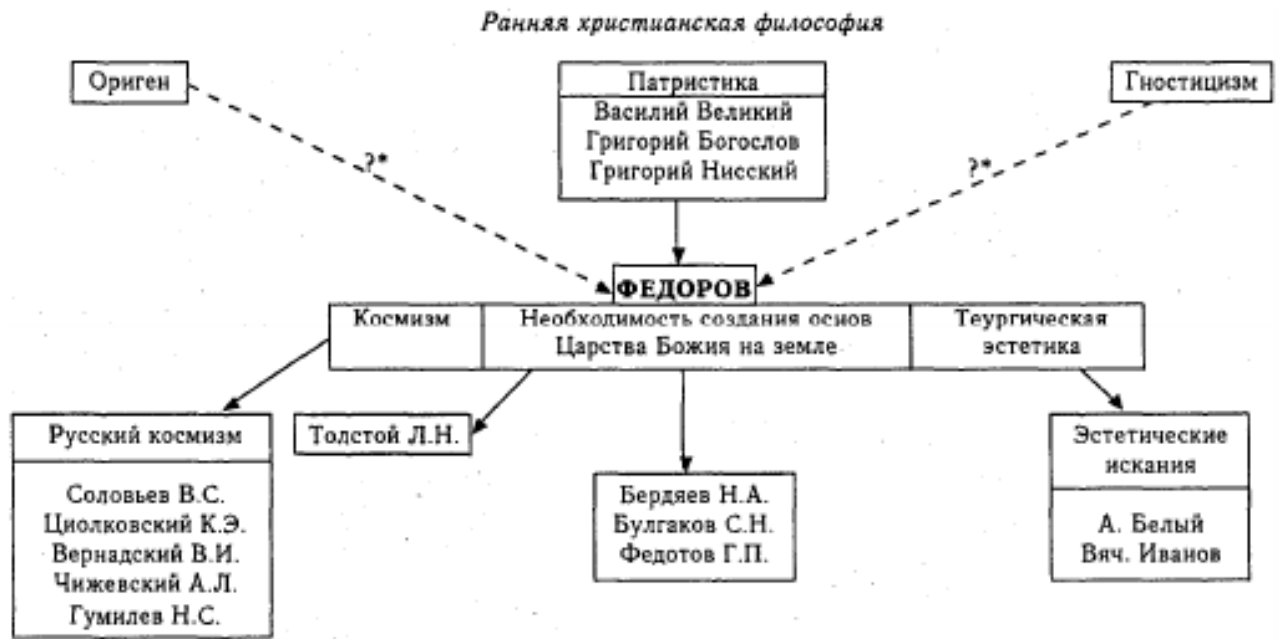 Ранняя христианская философия
Ориген
Патристика
Василий Великий
Григорий Богослов
Григорий Нисский
Гностицизм
?*
?*
ФЕДОРОВ
Космизм
Необходимость создания основ
Царства Божия на земле
Теургическая
эстетика
Русский космизм
Соловьев В.С.
Циолковский К.Э.
Вернадский В.И.
Чижевский А.Л.
Гумилев Н.С.
Толстой Л.Н.
Бердяев Н.А.
Булгаков С.Н.
Федотов Г.П.
Эстетические
искания
А. Белый
Вяч. Иванов